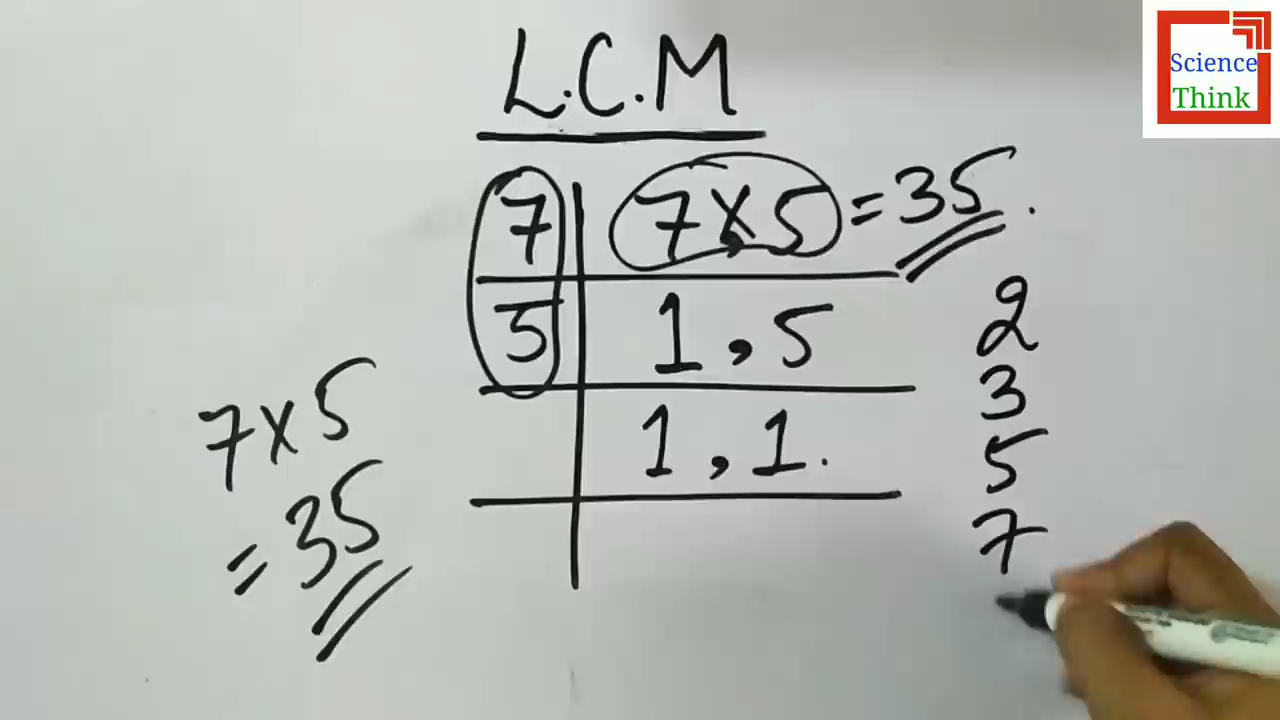 L.C.M
7 7x5 = 35.
5 1, 5
1, 1.
7x5
= 35
2
3
5
7
Science
Think